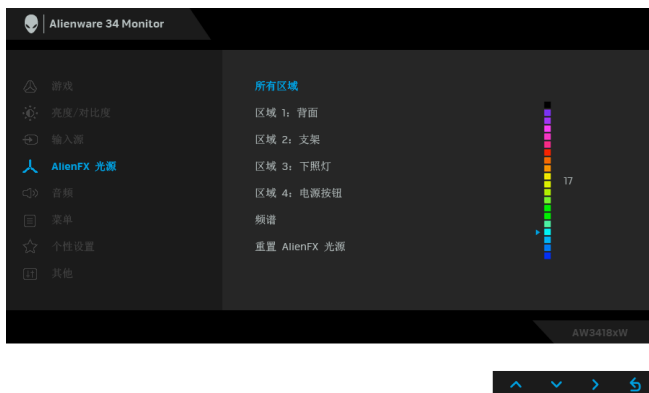 Alienware 34 Monitor
游戏
亮度/对比度
输入源
AlienFX 光源
音频
菜单
个性设置
其他
所有区域
区域 1: 背面
区域 2: 支架
区域 3: 下照灯
区域 4: 电源按钮
频谱
重置 AlienFX 光源
17
AW3418xW